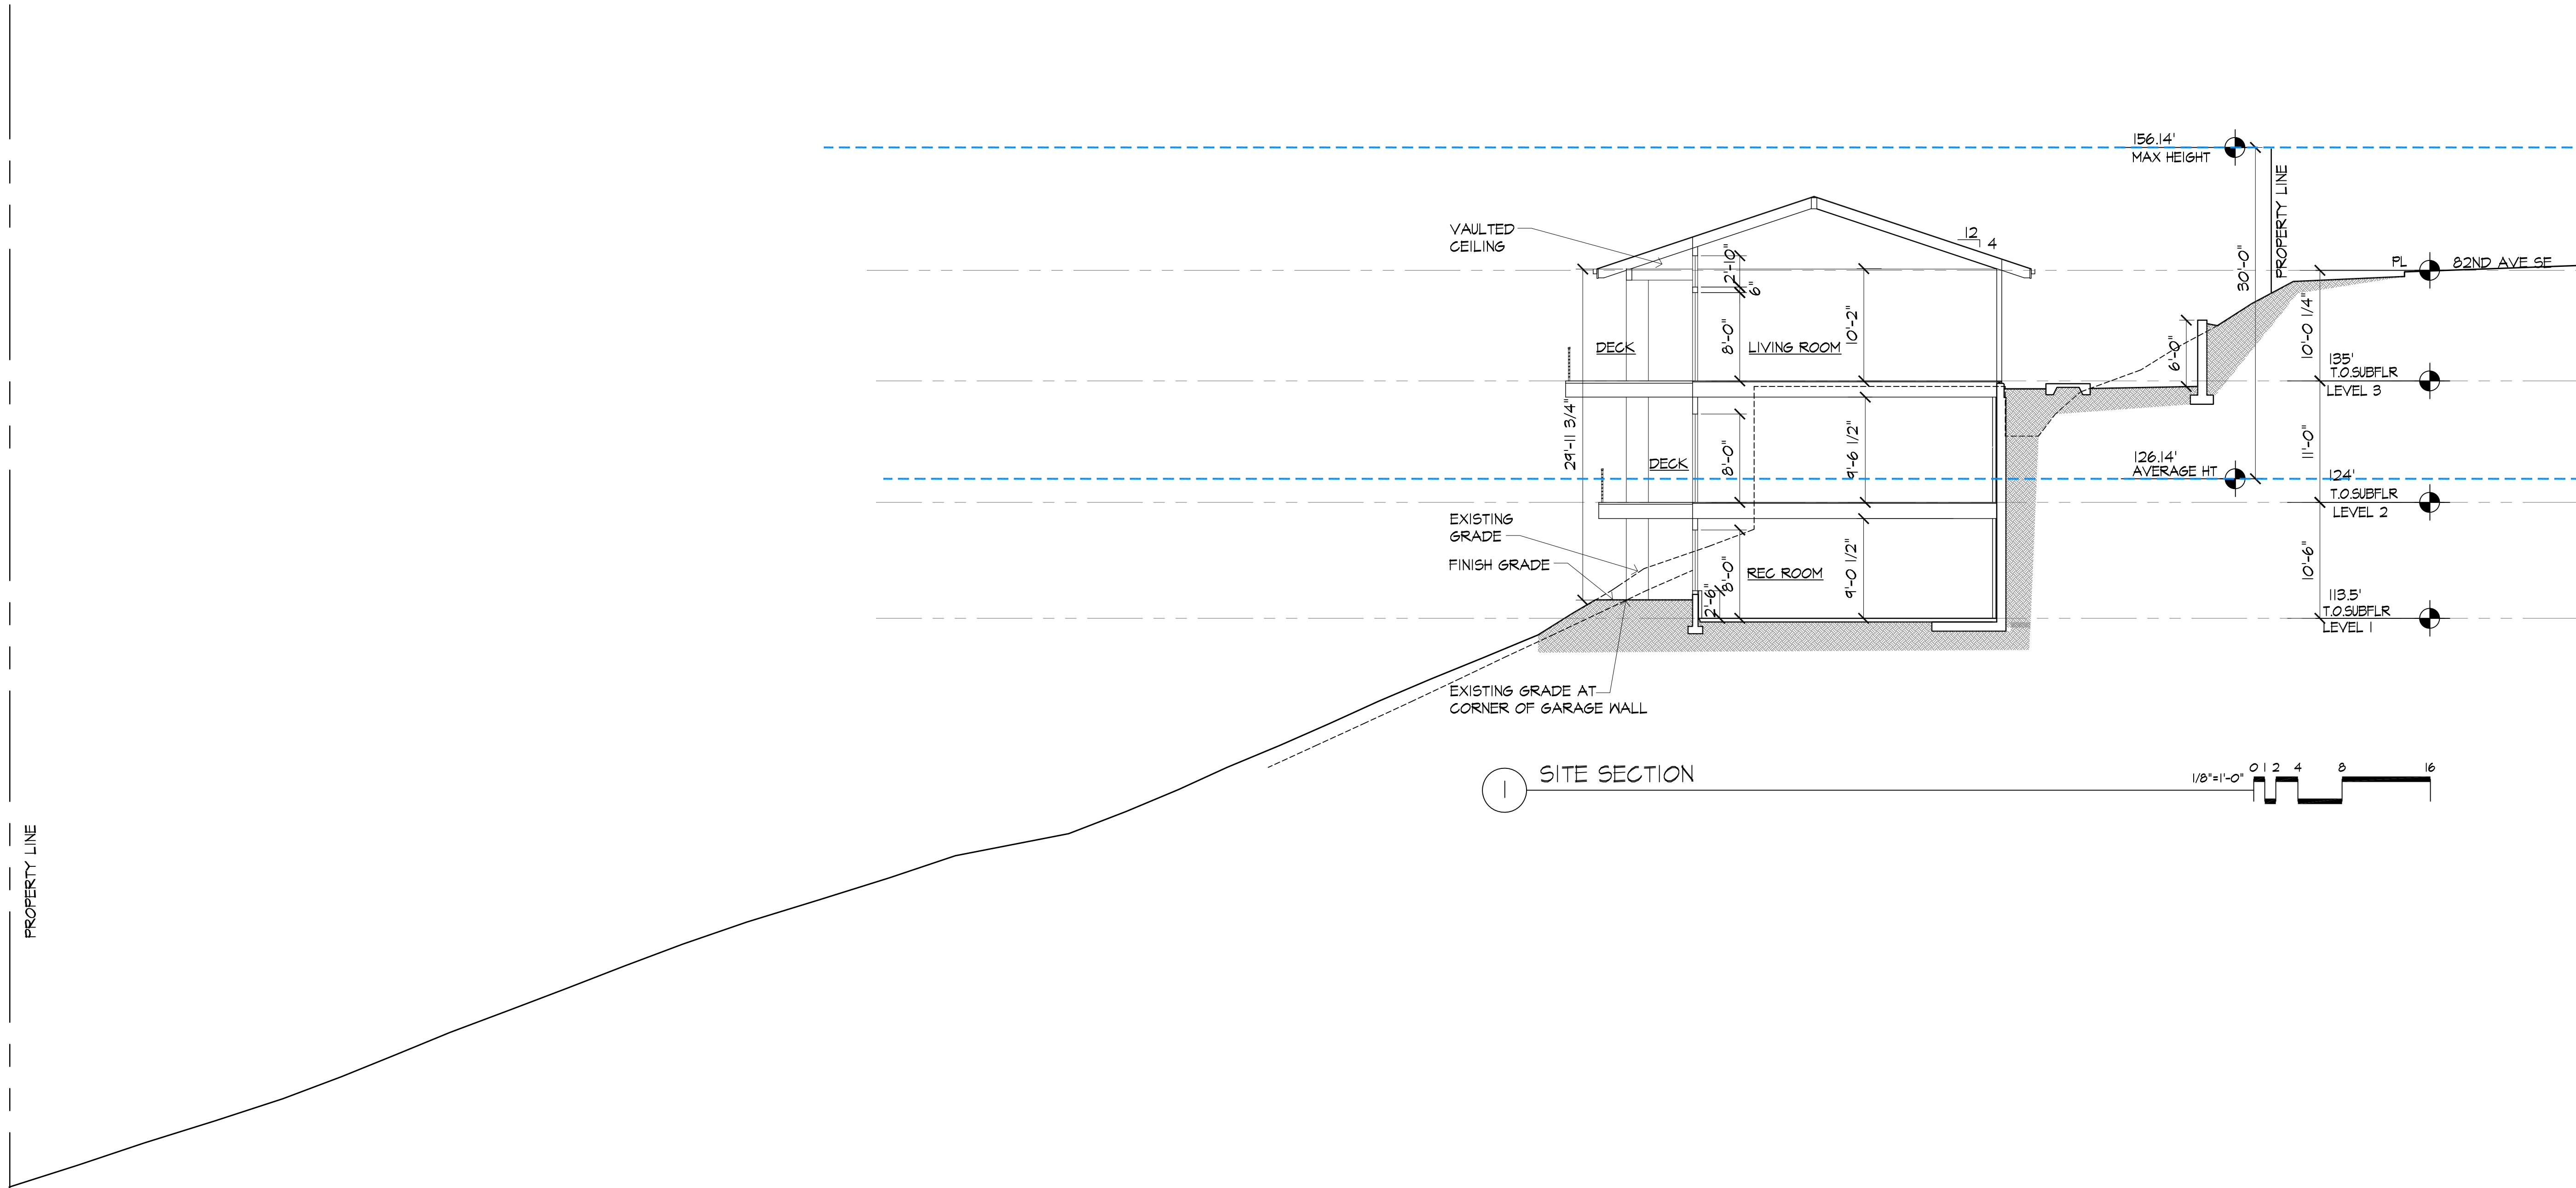 156.14'
MAX HEIGHT
PROPERTY LINE
VAULTED
CEILING
12
4
2'-10"
6"
30'-0"
PL
82ND AVE SE
10'-0 1/4"
8'-0"
10'-2"
DECK
LIVING ROOM
6'-0"
135'
T.O.SUBFLR
LEVEL 3
29'-11 3/4"
11'-0"
8'-0"
9'-6 1/2"
DECK
126.14'
AVERAGE HT
124'
T.O.SUBFLR
LEVEL 2
EXISTING
GRADE
FINISH GRADE
10'-6"
8'-0"
9'-0 1/2"
REC ROOM
2'-6"
113.5'
T.O.SUBFLR
LEVEL 1
EXISTING GRADE AT
CORNER OF GARAGE WALL
1
SITE SECTION
1/8"=1'-0"
0 1 2 4 8 16
PROPERTY LINE